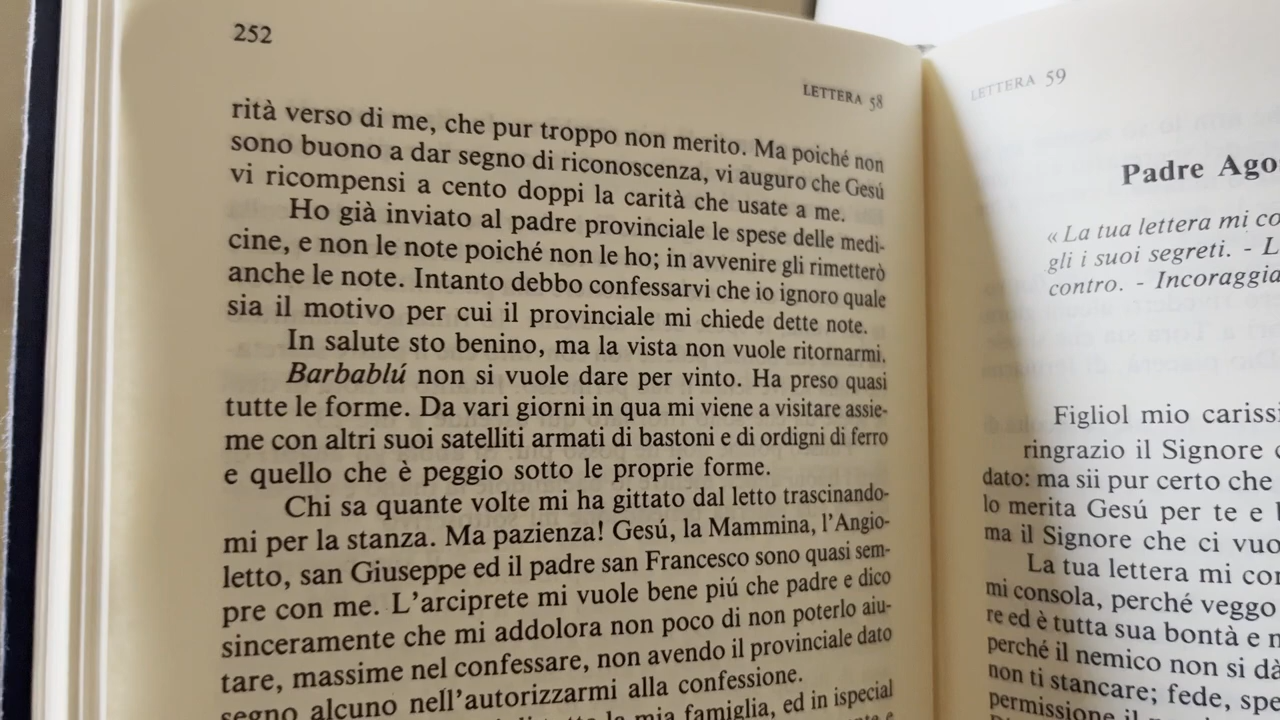 252
LETTERA 58
rità verso di me, che pur troppo non merito. Ma poiché non
sono buono a dar segno di riconoscenza, vi auguro che Gesú
vi ricompensi a cento doppi la carità che usate a me.
Ho già inviato al padre provinciale le spese delle medi-
cine, e non le note poiché non le ho; in avvenire gli rimetterò
anche le note. Intanto debbo confessarvi che io ignoro quale
sia il motivo per cui il provinciale mi chiede dette note.
In salute sto benino, ma la vista non vuole ritornarmi.
Barbablú non si vuole dare per vinto. Ha preso quasi
tutte le forme. Da vari giorni in qua mi viene a visitare assie-
me con altri suoi satelliti armati di bastoni e di ordigni di ferro
e quello che è peggio sotto le proprie forme.
Chi sa quante volte mi ha gittato dal letto trascinando-
mi per la stanza. Ma pazienza! Gesú, la Mammina, l'Angio-
letto, san Giuseppe ed il padre san Francesco sono quasi sem-
pre con me. L'arciprete mi vuole bene piú che padre e dico
sinceramente che mi addolora non poco di non poterlo aiu-
tare, massime nel confessare, non avendo il provinciale dato
segno alcuno nell'autorizzarmi alla confessione.
la mia famiglia, ed in ispecial
LETTERA 59
Padre Ago
« La tua lettera mi co
gli i suoi segreti. - L
contro. - Incoraggia
Figliol mio carissi
ringrazio il Signore
dato: ma sii pur certo che
lo merita Gesú per te e
ma il Signore che ci vuo
La tua lettera mi con
mi consola, perché veggo
re ed è tutta sua bontà e
perché il nemico non si dà
non ti stancare; fede, spe
permissione il